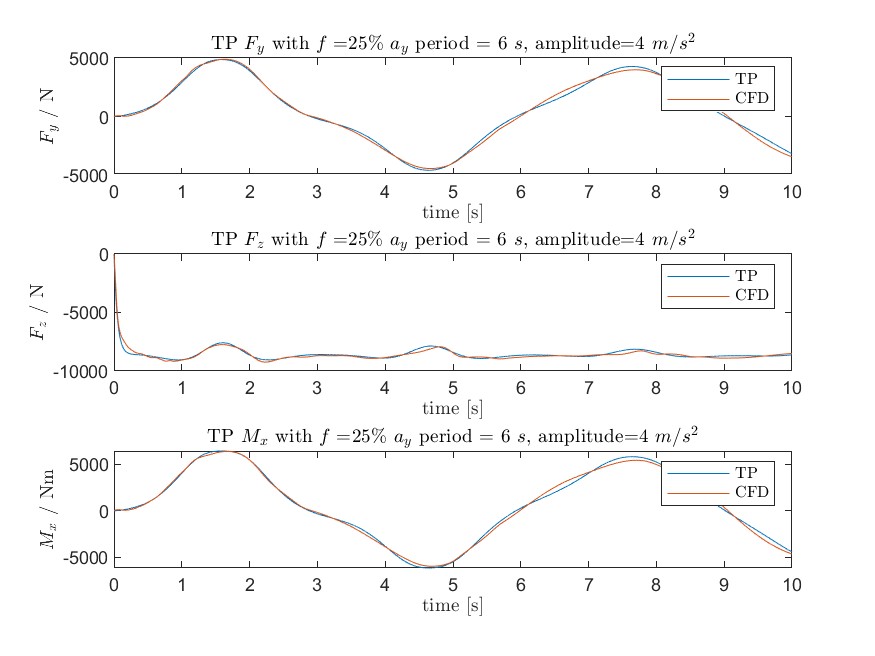 TP F_y with f =25% a_y period = 6 s, amplitude=4 m/s²
5000
0
-5000
F_y / N
TP
CFD
0 1 2 3 4 5 6 7 8 9 10
time [s]
TP F_z with f =25% a_y period = 6 s, amplitude=4 m/s²
0
-5000
-10000
F_z / N
TP
CFD
0 1 2 3 4 5 6 7 8 9 10
time [s]
TP M_x with f =25% a_y period = 6 s, amplitude=4 m/s²
5000
0
-5000
M_x / Nm
TP
CFD
0 1 2 3 4 5 6 7 8 9 10
time [s]